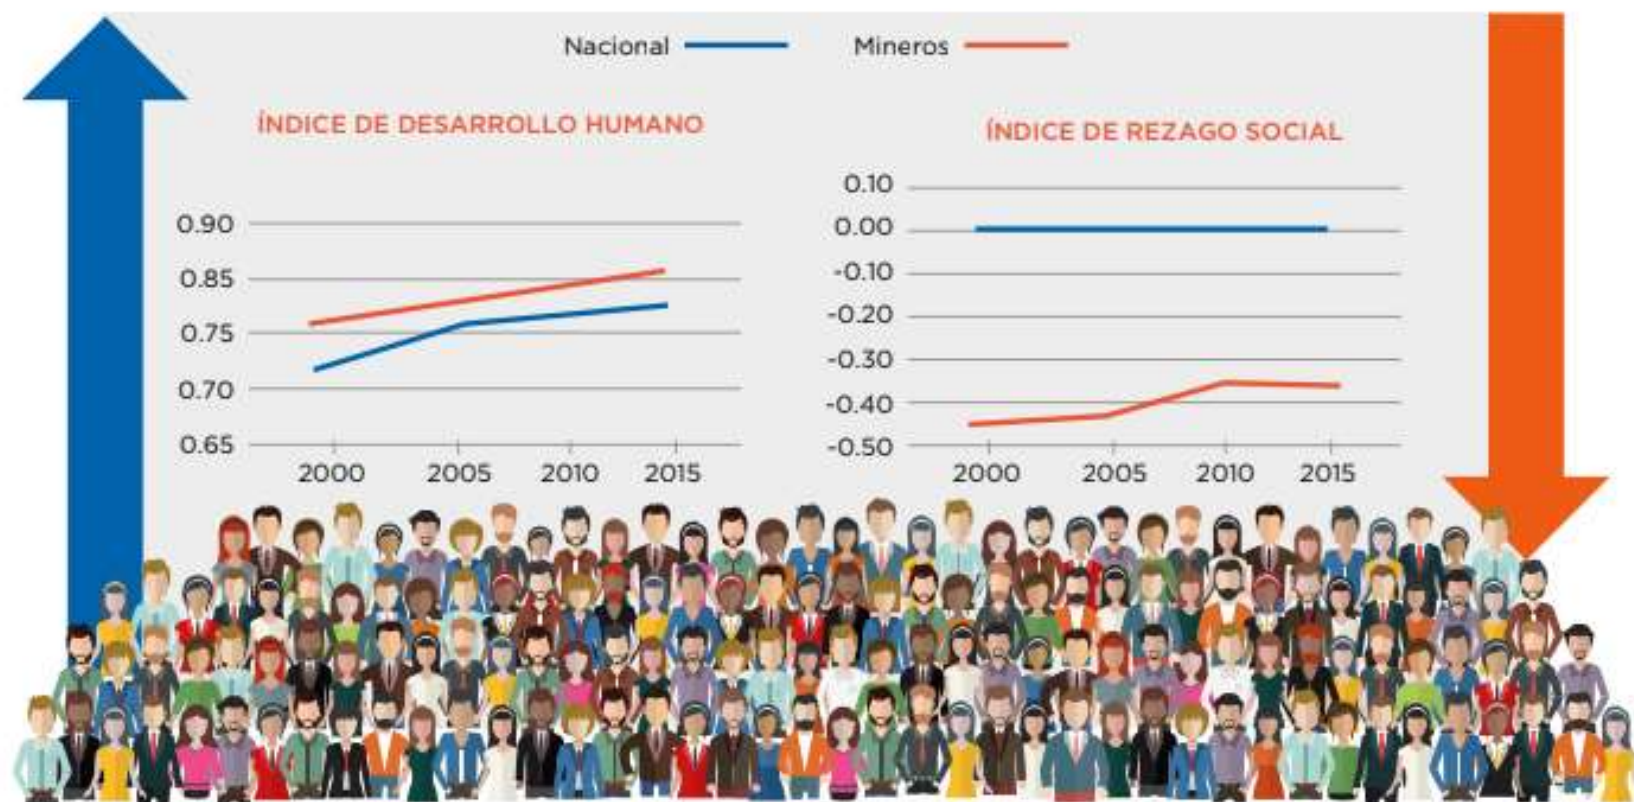 Nacional Mineros
ÍNDICE DE DESARROLLO HUMANO
0.90
0.85
0.75
0.70
0.65
2000 2005 2010 2015
ÍNDICE DE REZAGO SOCIAL
0.10
0.00
-0.10
-0.20
-0.30
-0.40
-0.50
2000 2005 2010 2015